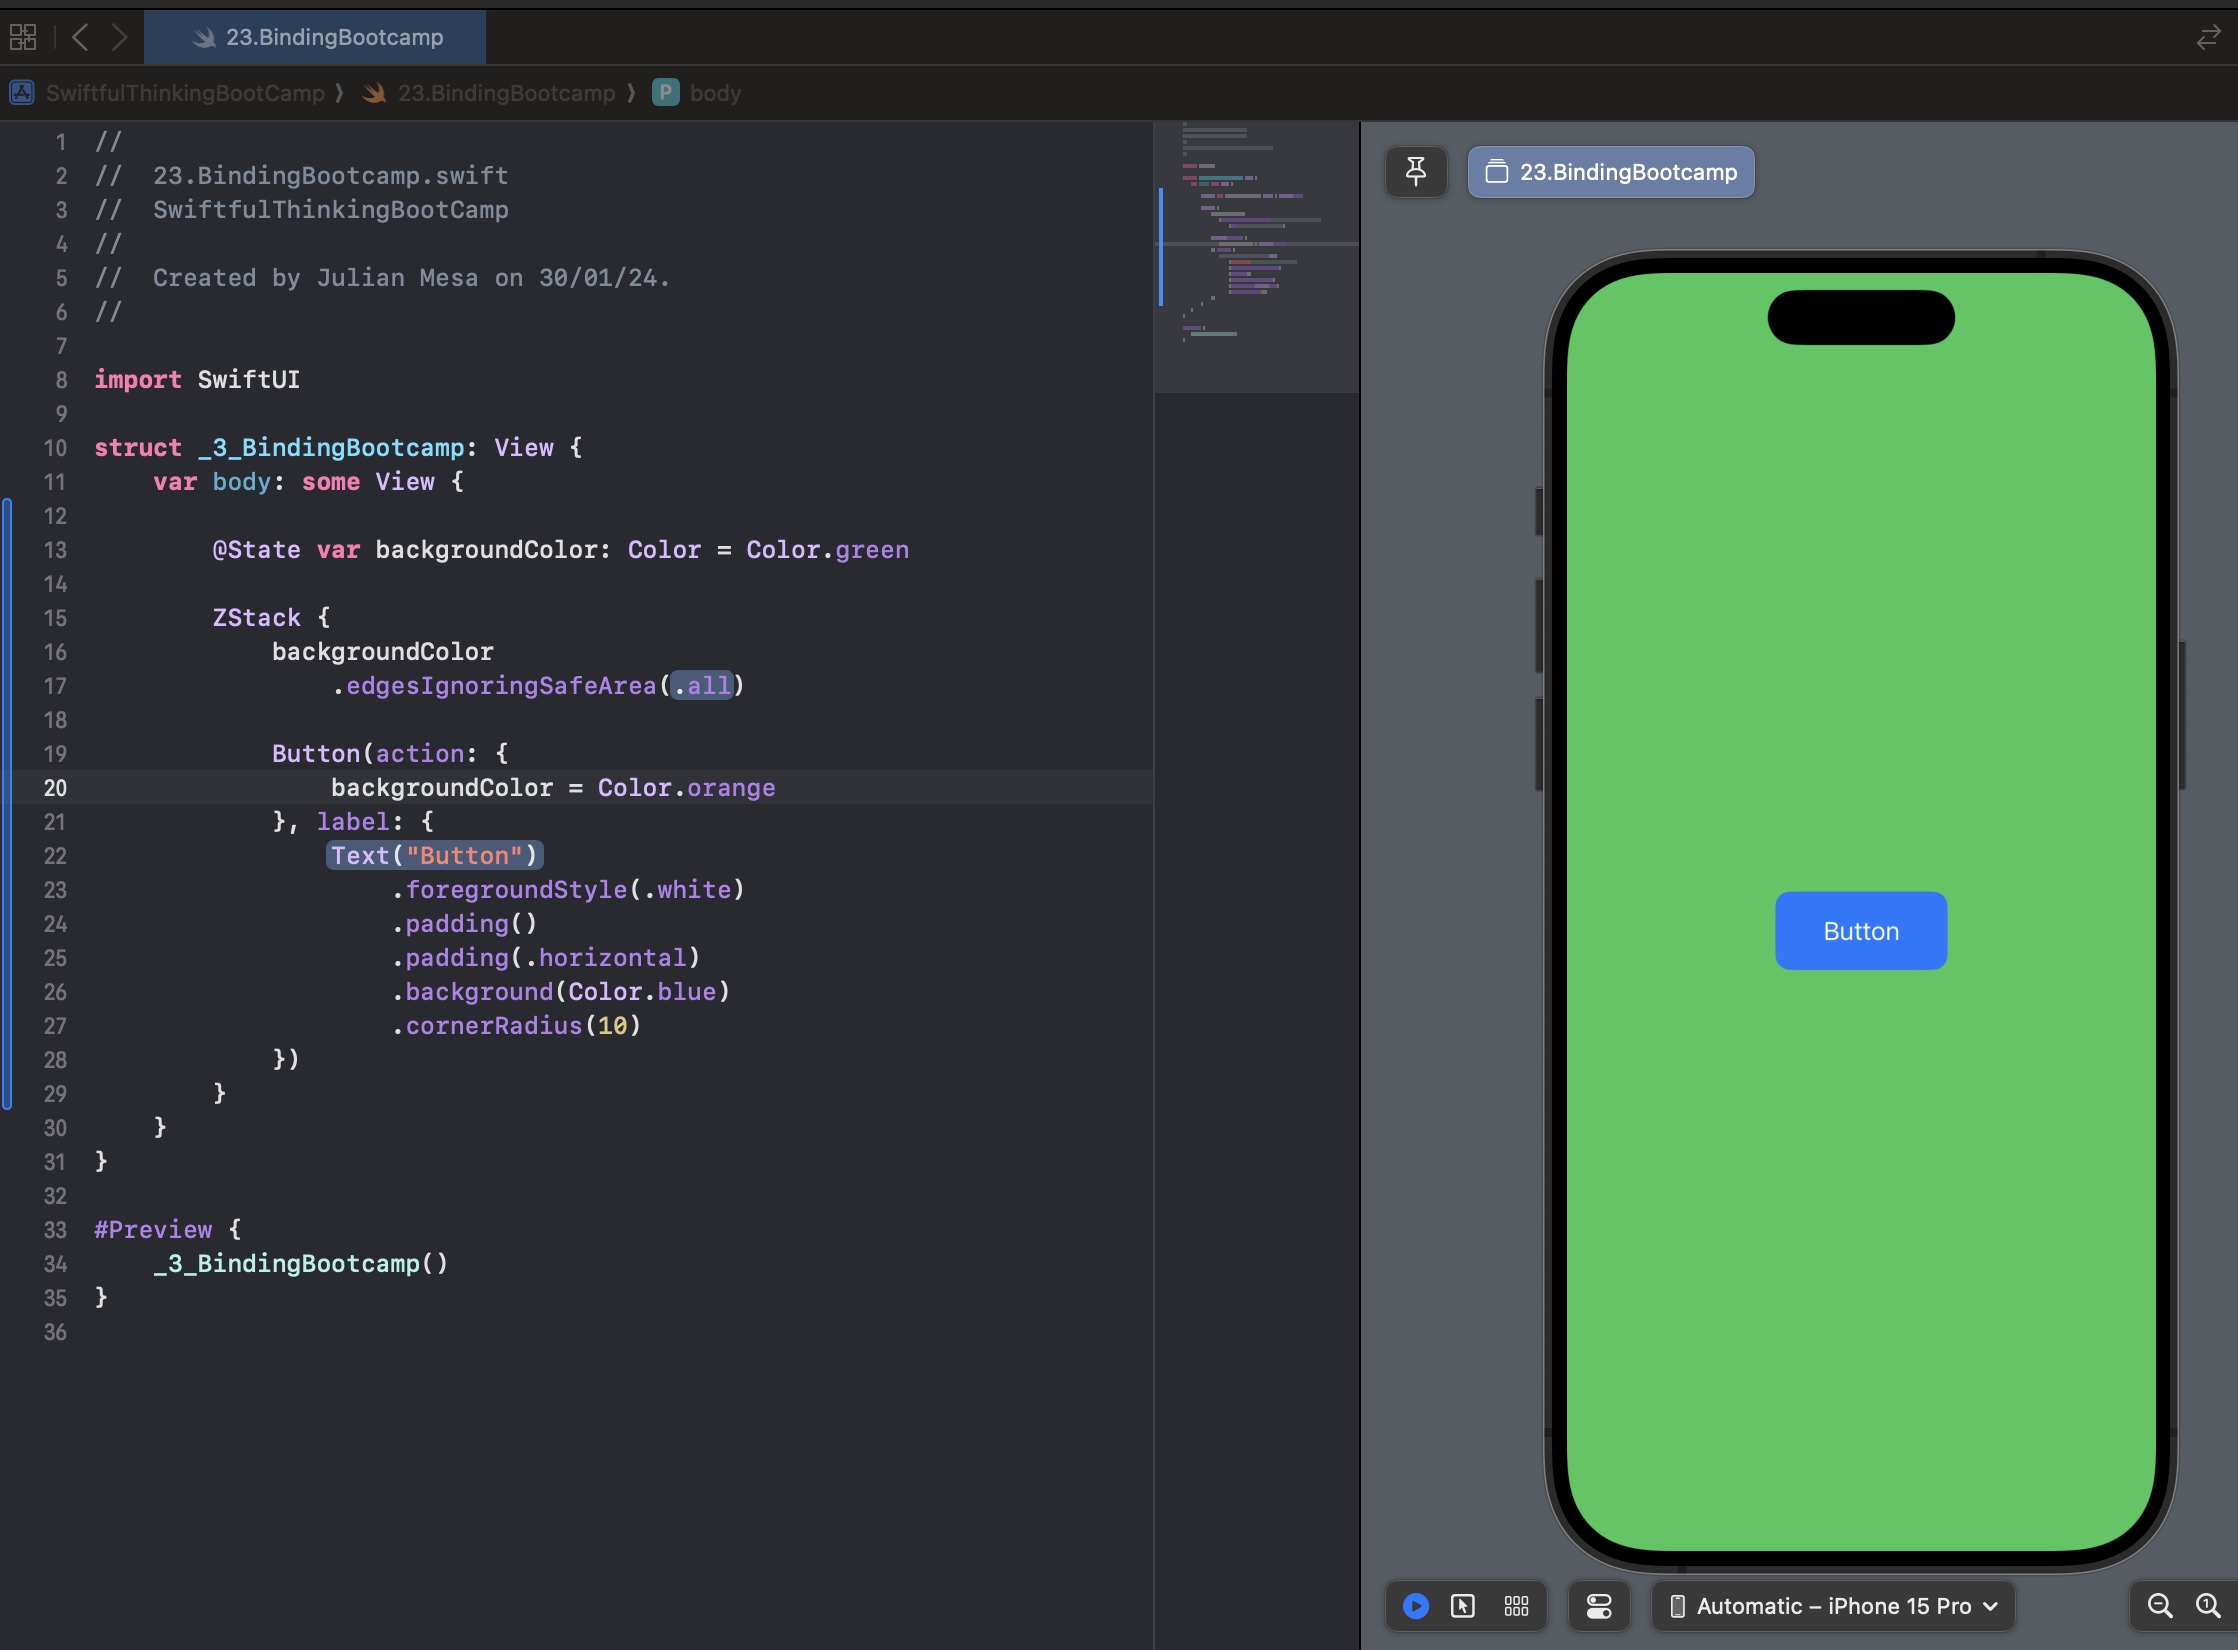 23.BindingBootcamp
SwiftfulThinkingBootCamp ⟩ 23.BindingBootcamp ⟩ P body
1 //
2 //  23.BindingBootcamp.swift
3 //  SwiftfulThinkingBootCamp
4 //
5 //  Created by Julian Mesa on 30/01/24.
6 //
7
8 import SwiftUI
9
10 struct _3_BindingBootcamp: View {
11     var body: some View {
12
13         @State var backgroundColor: Color = Color.green
14
15         ZStack {
16             backgroundColor
17                 .edgesIgnoringSafeArea(.all)
18
19             Button(action: {
20                 backgroundColor = Color.orange
21             }, label: {
22                 Text("Button")
23                     .foregroundStyle(.white)
24                     .padding()
25                     .padding(.horizontal)
26                     .background(Color.blue)
27                     .cornerRadius(10)
28             })
29         }
30     }
31 }
32
33 #Preview {
34     _3_BindingBootcamp()
35 }
36
23.BindingBootcamp
Button
Automatic – iPhone 15 Pro